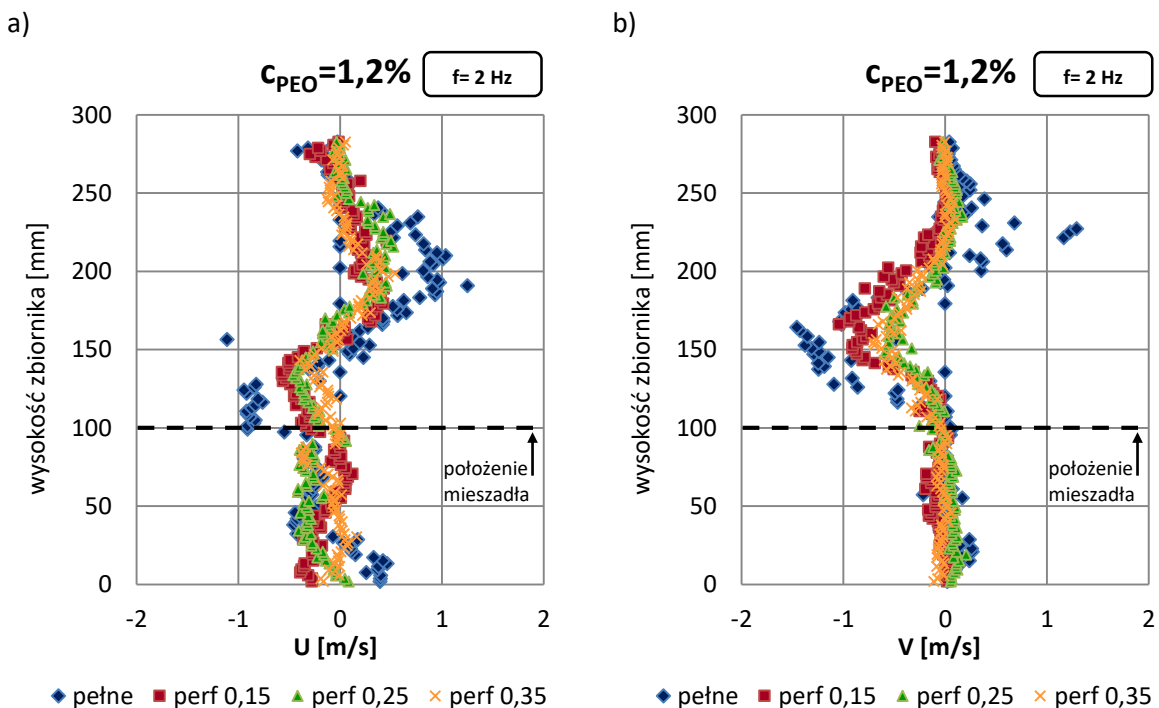 a)
c_PEO=1,2%
f= 2 Hz
wysokość zbiornika [mm]
300
250
200
150
100
50
0
położenie
mieszadła
-2 -1 0 1 2
U [m/s]
pełne perf 0,15 perf 0,25 perf 0,35
b)
c_PEO=1,2%
f= 2 Hz
wysokość zbiornika [mm]
300
250
200
150
100
50
0
położenie
mieszadła
-2 -1 0 1 2
V [m/s]
pełne perf 0,15 perf 0,25 perf 0,35